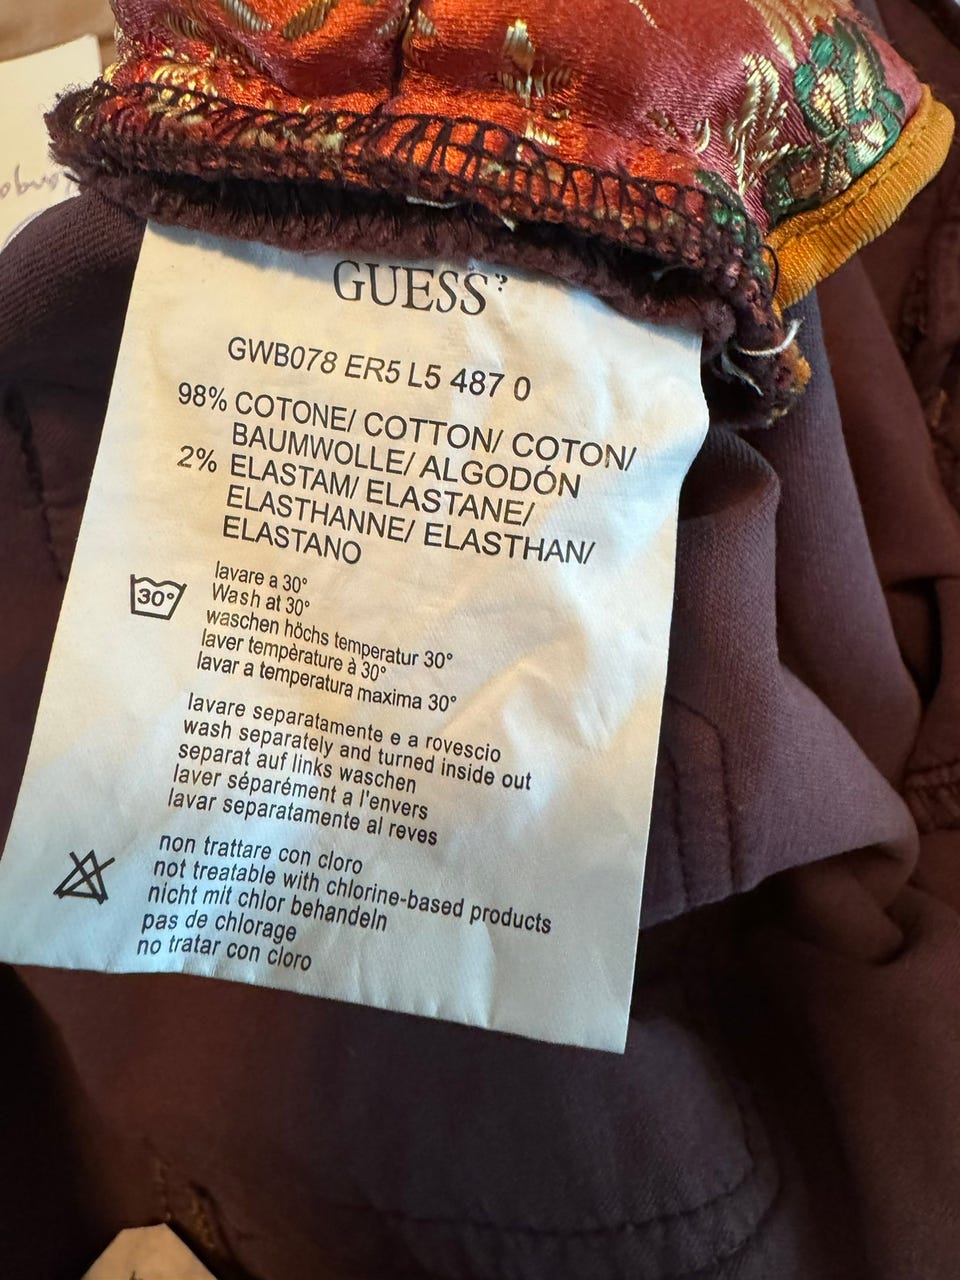 GUESS?
GWB078 ER5 L5 487 0
98% COTONE/ COTTON/ COTON/
BAUMWOLLE/ ALGODÓN
2% ELASTAM/ ELASTANE/
ELASTHANNE/ ELASTHAN/
ELASTANO
lavare a 30°
30°
Wash at 30°
waschen höchs temperatur 30°
laver tempèrature à 30°
lavar a temperatura maxima 30°
lavare separatamente e a rovescio
wash separately and turned inside out
separat auf links waschen
laver séparément a l'envers
lavar separatamente al reves
non trattare con cloro
not treatable with chlorine-based products
nicht mit chlor behandeln
pas de chlorage
no tratar con cloro